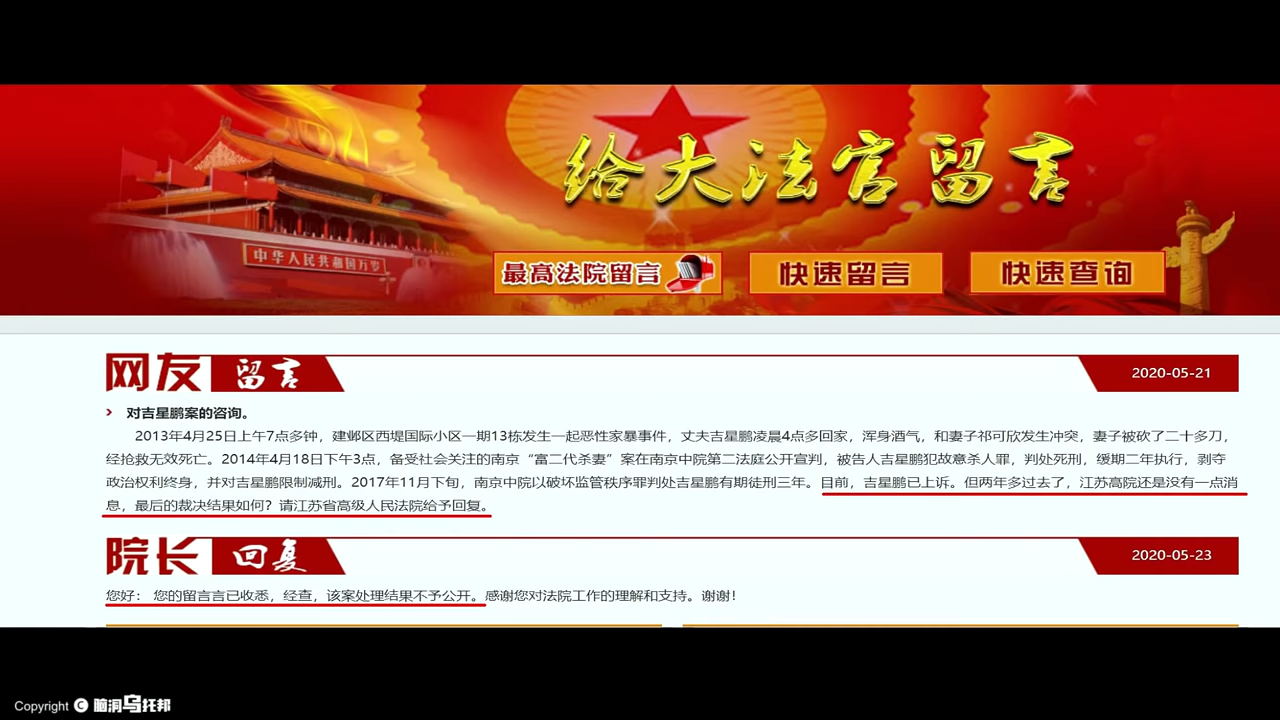 给大法官留言
中华人民共和国万岁
最高法院留言
快速留言
快速查询
网友留言
2020-05-21
对吉星鹏案的咨询。
2013年4月25日上午7点多钟，建邺区西堤国际小区一期13栋发生一起恶性家暴事件，丈夫吉星鹏凌晨4点多回家，浑身酒气，和妻子祁可欣发生冲突，妻子被砍了二十多刀，
经抢救无效死亡。2014年4月18日下午3点，备受社会关注的南京“富二代杀妻”案在南京中院第二法庭公开宣判，被告人吉星鹏犯故意杀人罪，判处死刑，缓期二年执行，剥夺
政治权利终身，并对吉星鹏限制减刑。2017年11月下旬，南京中院以破坏监管秩序罪判处吉星鹏有期徒刑三年。目前，吉星鹏已上诉。但两年多过去了，江苏高院还是没有一点消
息，最后的裁决结果如何？请江苏省高级人民法院给予回复。
院长回复
2020-05-23
您好： 您的留言言已收悉，经查，该案处理结果不予公开。感谢您对法院工作的理解和支持。谢谢！
Copyright C 脑洞乌托邦